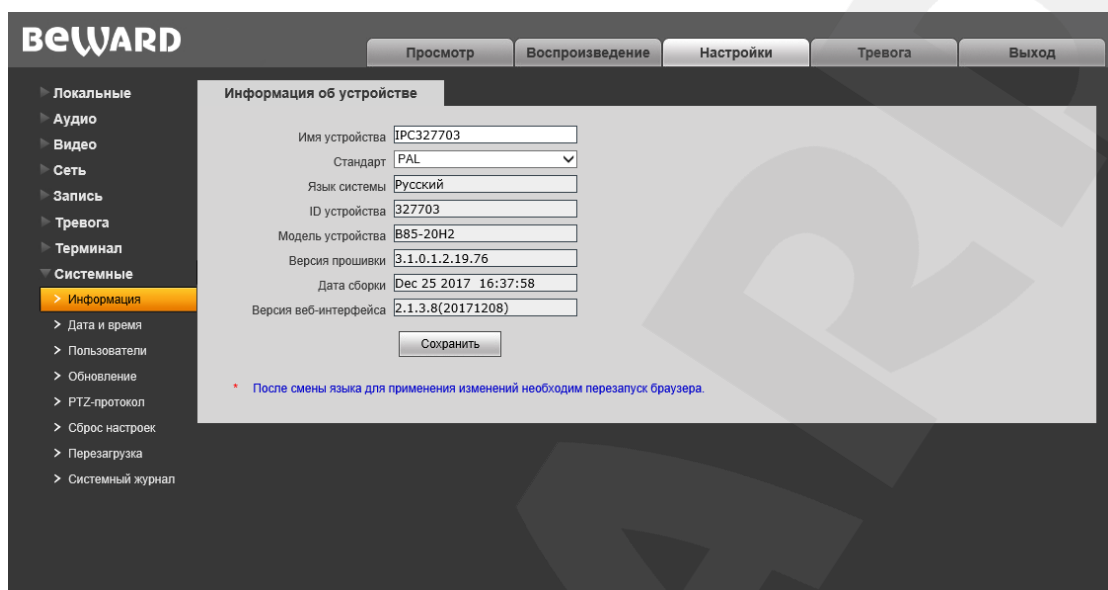 BEWARD
Просмотр Воспроизведение Настройки Тревога Выход
Локальные
Аудио
Видео
Сеть
Запись
Тревога
Терминал
Системные
> Информация
> Дата и время
> Пользователи
> Обновление
> PTZ-протокол
> Сброс настроек
> Перезагрузка
> Системный журнал
Информация об устройстве
Имя устройства IPC327703
Стандарт PAL
Язык системы Русский
ID устройства 327703
Модель устройства B85-20H2
Версия прошивки 3.1.0.1.2.19.76
Дата сборки Dec 25 2017 16:37:58
Версия веб-интерфейса 2.1.3.8(20171208)
Сохранить
* После смены языка для применения изменений необходим перезапуск браузера.